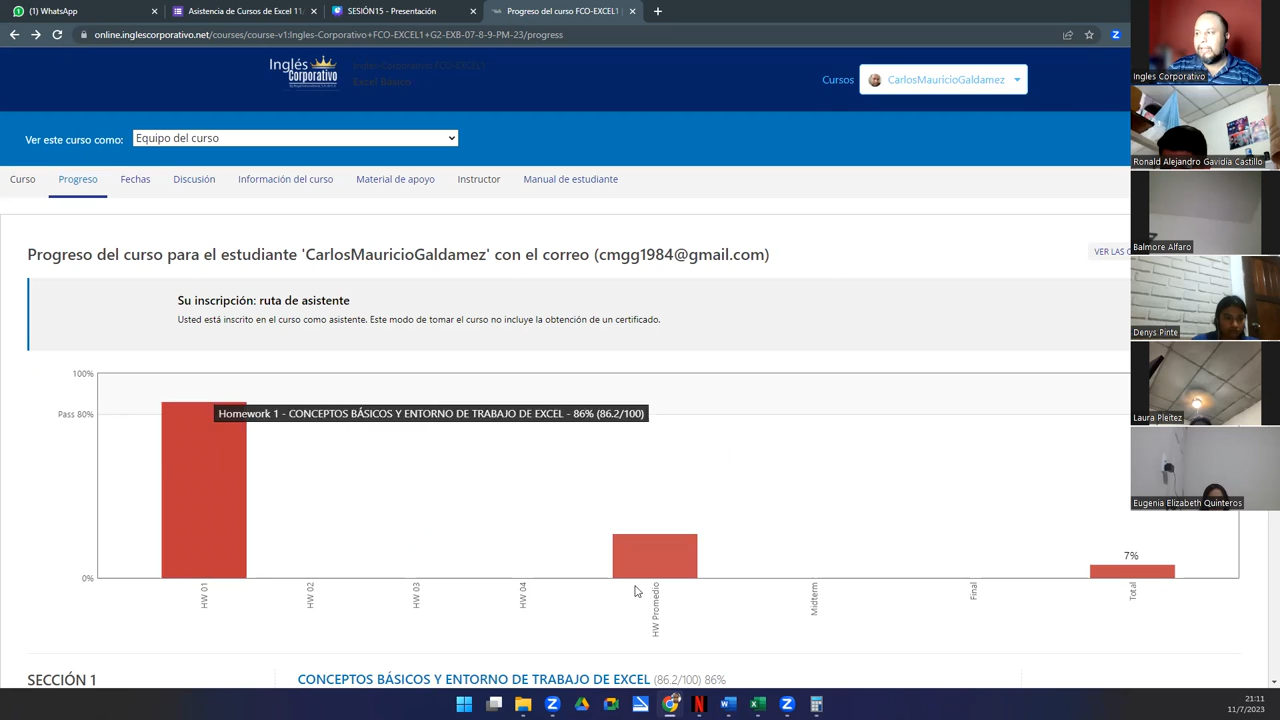 (1) WhatsApp
Asistencia de Cursos de Excel 11/
SESIÓN15 - Presentación
Progreso del curso FCO-EXCEL1
online.inglescorporativo.net/courses/course-v1:Ingles-Corporativo+FCO-EXCEL1+G2-EXB-07-8-9-PM-23/progress
Inglés
Corporativo
Ingles-Corporativo: FCO-EXCEL1
Excel Básico
Cursos
CarlosMauricioGaldamez
Ver este curso como:
Equipo del curso
Curso
Progreso
Fechas
Discusión
Información del curso
Material de apoyo
Instructor
Manual de estudiante
Progreso del curso para el estudiante 'CarlosMauricioGaldamez' con el correo (cmgg1984@gmail.com)
VER LAS
Su inscripción: ruta de asistente
Usted está inscrito en el curso como asistente. Este modo de tomar el curso no incluye la obtención de un certificado.
100%
Pass 80%
0%
Homework 1 - CONCEPTOS BÁSICOS Y ENTORNO DE TRABAJO DE EXCEL - 86% (86.2/100)
7%
HW 01
HW 02
HW 03
HW 04
HW Promedio
Midterm
Final
Total
SECCIÓN 1
CONCEPTOS BÁSICOS Y ENTORNO DE TRABAJO DE EXCEL (86.2/100) 86%
Ingles Corporativo
Ronald Alejandro Gavidia Castillo
Balmore Alfaro
Denys Pinte
Laura Pleitez
Eugenia Elizabeth Quinteros
21:11
11/7/2023